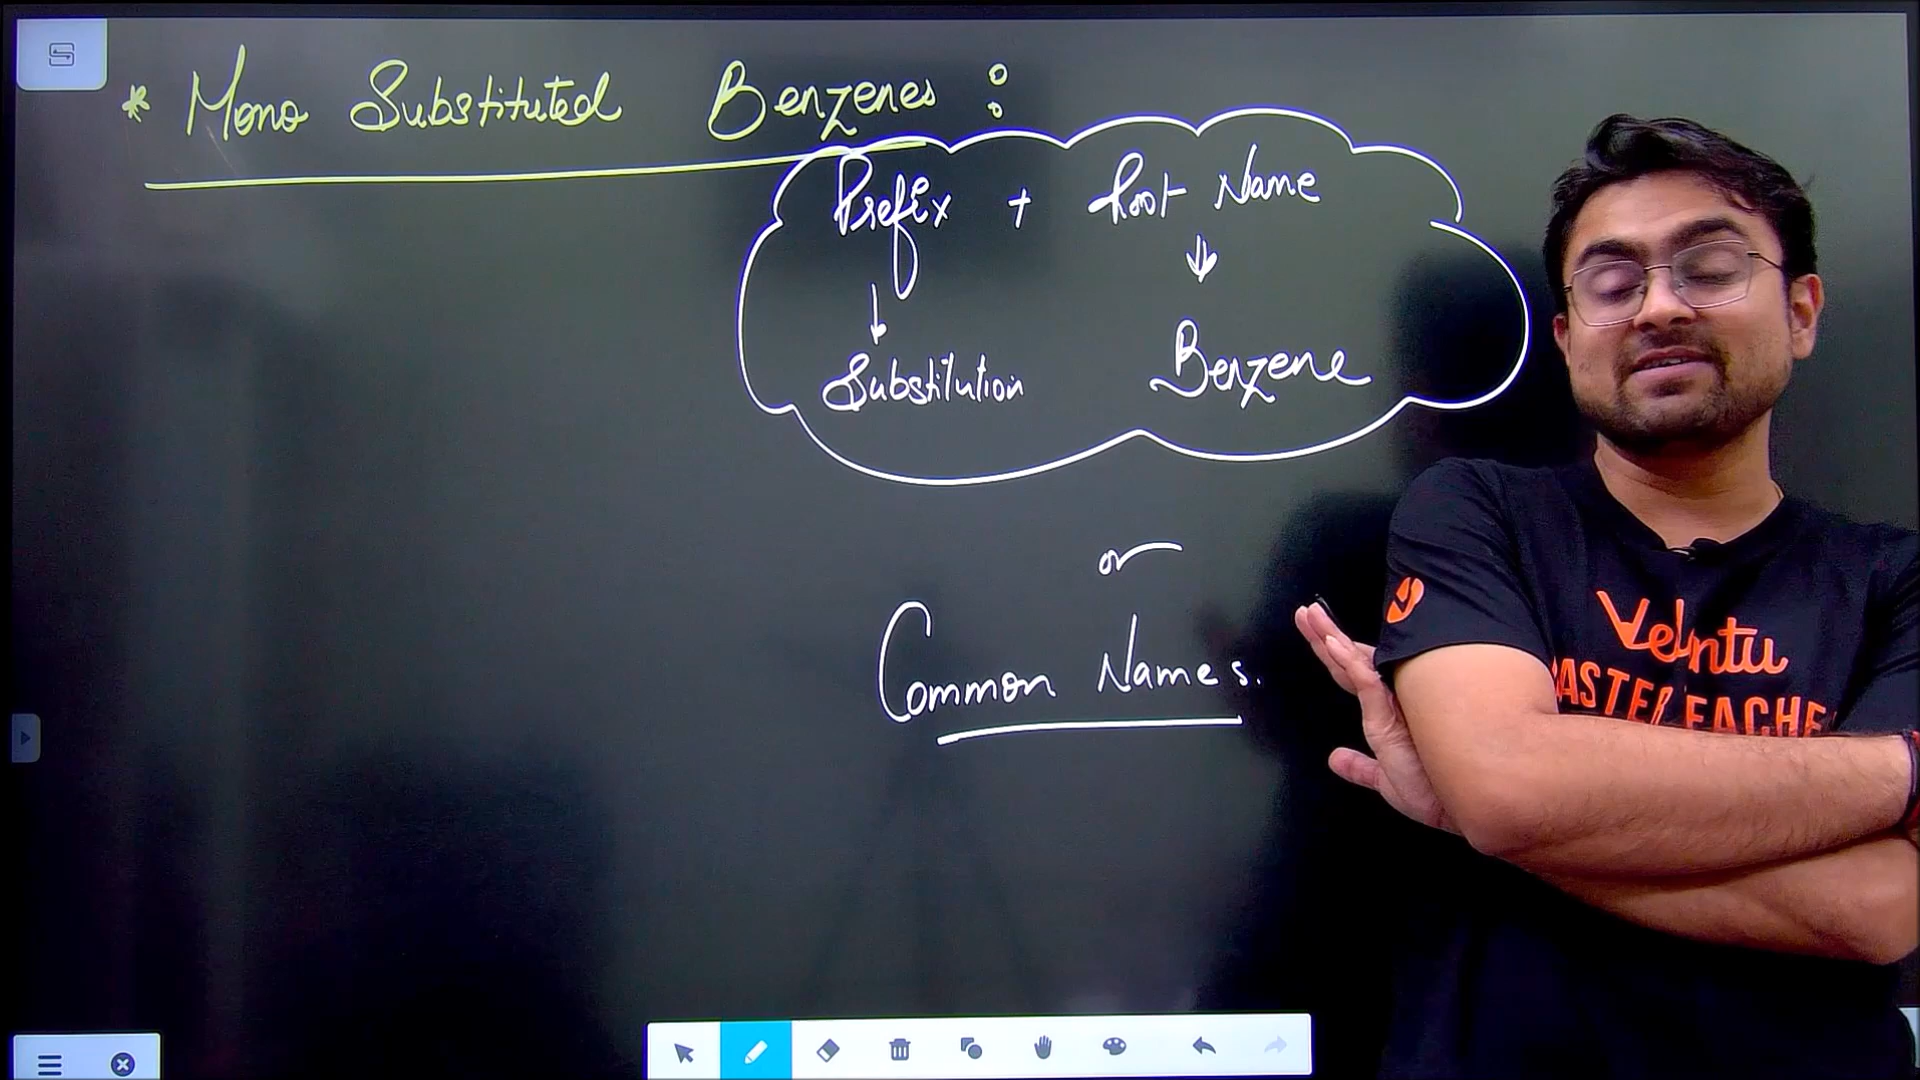 * Mono Substituted Benzenes :
Prefix + Root Name
↓ ⇓
Substitution Benzene
or
Common Names.
Vedantu
MASTER TEACHER